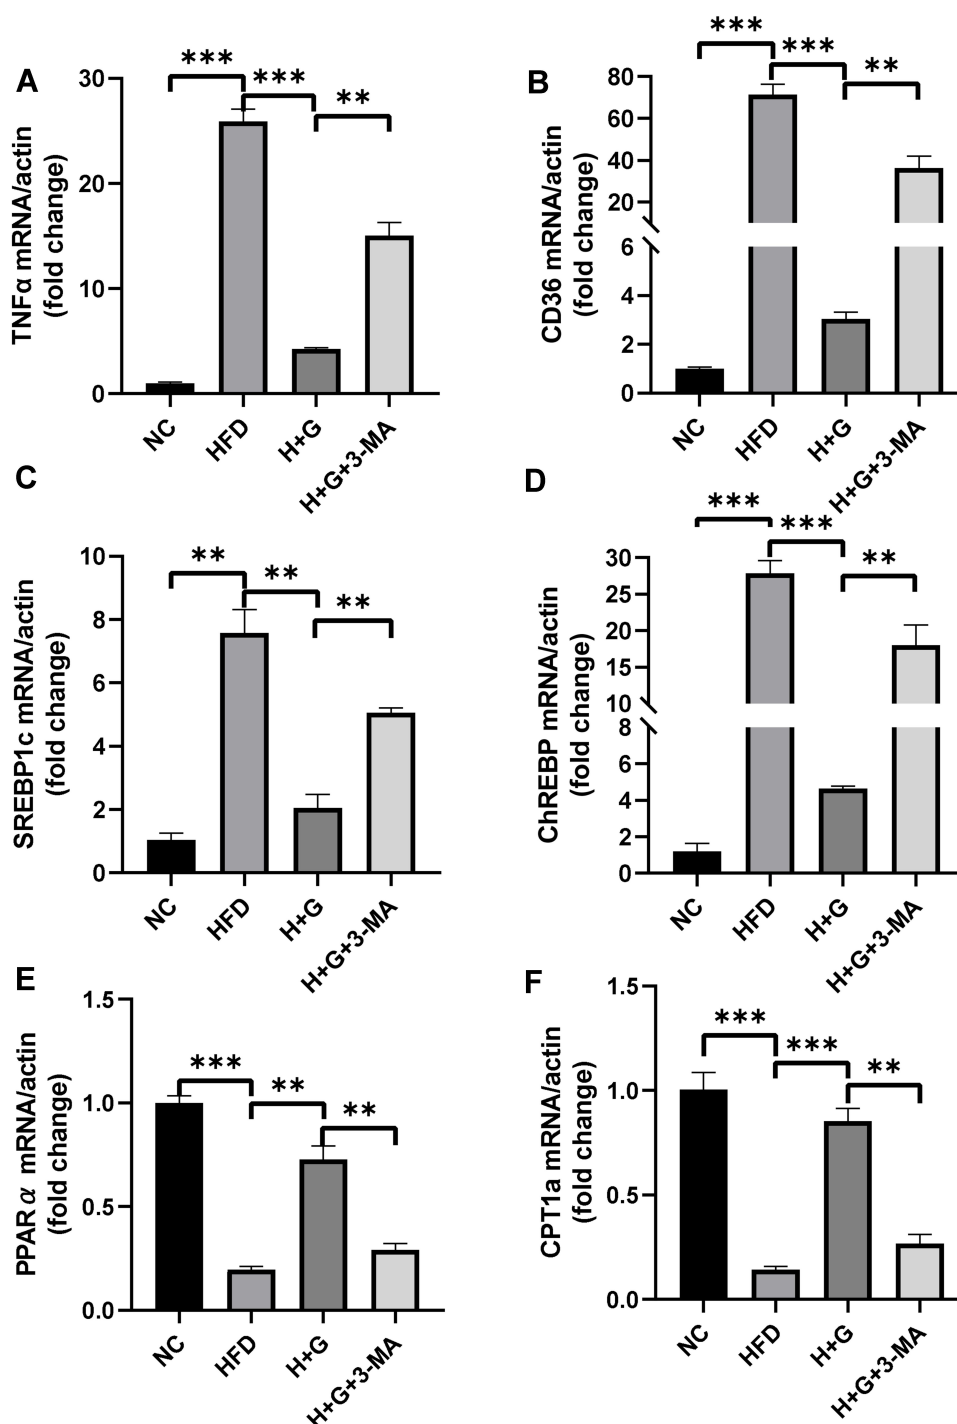 A
TNFα mRNA/actin
(fold change)
30
20
10
0
***
***
**
NC
HFD
H+G
H+G+3-MA
B
CD36 mRNA/actin
(fold change)
80
60
40
20
6
4
2
0
***
***
**
NC
HFD
H+G
H+G+3-MA
C
SREBP1c mRNA/actin
(fold change)
10
8
6
4
2
0
**
**
**
NC
HFD
H+G
H+G+3-MA
D
ChREBP mRNA/actin
(fold change)
30
25
20
15
10
8
6
4
2
0
***
***
**
NC
HFD
H+G
H+G+3-MA
E
PPARα mRNA/actin
(fold change)
1.5
1.0
0.5
0.0
***
**
**
NC
HFD
H+G
H+G+3-MA
F
CPT1a mRNA/actin
(fold change)
1.5
1.0
0.5
0.0
***
***
**
NC
HFD
H+G
H+G+3-MA